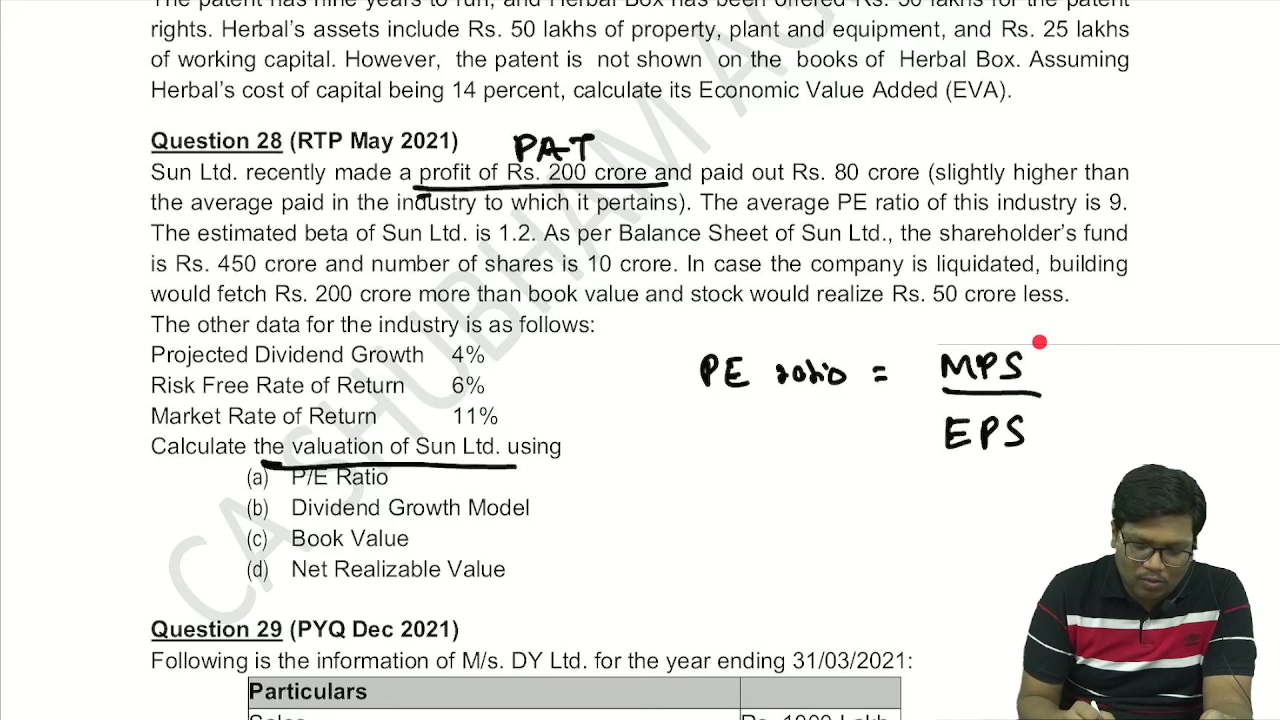 The patent has nine years to run, and Herbal Box has been offered Rs. 50 lakhs for the patent
rights. Herbal's assets include Rs. 50 lakhs of property, plant and equipment, and Rs. 25 lakhs
of working capital. However, the patent is not shown on the books of Herbal Box. Assuming
Herbal's cost of capital being 14 percent, calculate its Economic Value Added (EVA).
Question 28 (RTP May 2021)
PAT
Sun Ltd. recently made a profit of Rs. 200 crore and paid out Rs. 80 crore (slightly higher than
the average paid in the industry to which it pertains). The average PE ratio of this industry is 9.
The estimated beta of Sun Ltd. is 1.2. As per Balance Sheet of Sun Ltd., the shareholder's fund
is Rs. 450 crore and number of shares is 10 crore. In case the company is liquidated, building
would fetch Rs. 200 crore more than book value and stock would realize Rs. 50 crore less.
The other data for the industry is as follows:
Projected Dividend Growth 4%
Risk Free Rate of Return 6%
Market Rate of Return 11%
PE ratio = MPS
EPS
Calculate the valuation of Sun Ltd. using
(a) P/E Ratio
(b) Dividend Growth Model
(c) Book Value
(d) Net Realizable Value
Question 29 (PYQ Dec 2021)
Following is the information of M/s. DY Ltd. for the year ending 31/03/2021:
Particulars
Sales Rs. 1000 Lakh
CA SHUBHAM AG